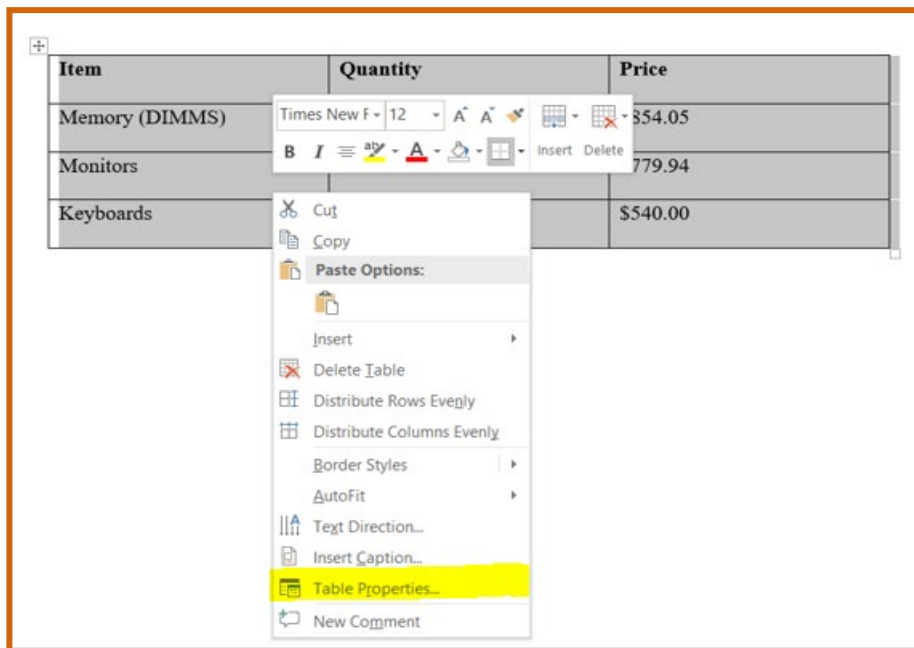 Item Quantity Price
Memory (DIMMS) 854.05
Times New F 12 A A
B I aby A Insert Delete
Monitors 779.94
Keyboards $540.00
Cut
Copy
Paste Options:
Insert
Delete Table
Distribute Rows Evenly
Distribute Columns Evenly
Border Styles
AutoFit
Text Direction...
Insert Caption...
Table Properties...
New Comment